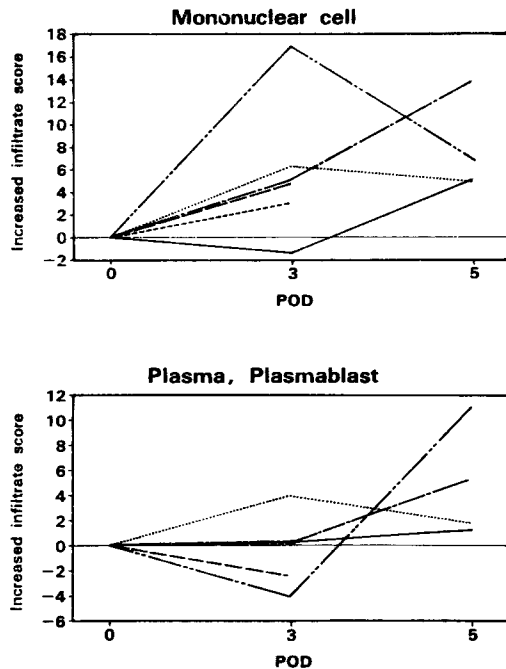 Mononuclear cell
Increased infiltrate score
18
16
14
12
10
8
6
4
2
0
−2
0 3 5
POD
Plasma, Plasmablast
Increased infiltrate score
12
10
8
6
4
2
0
−2
−4
−6
0 3 5
POD